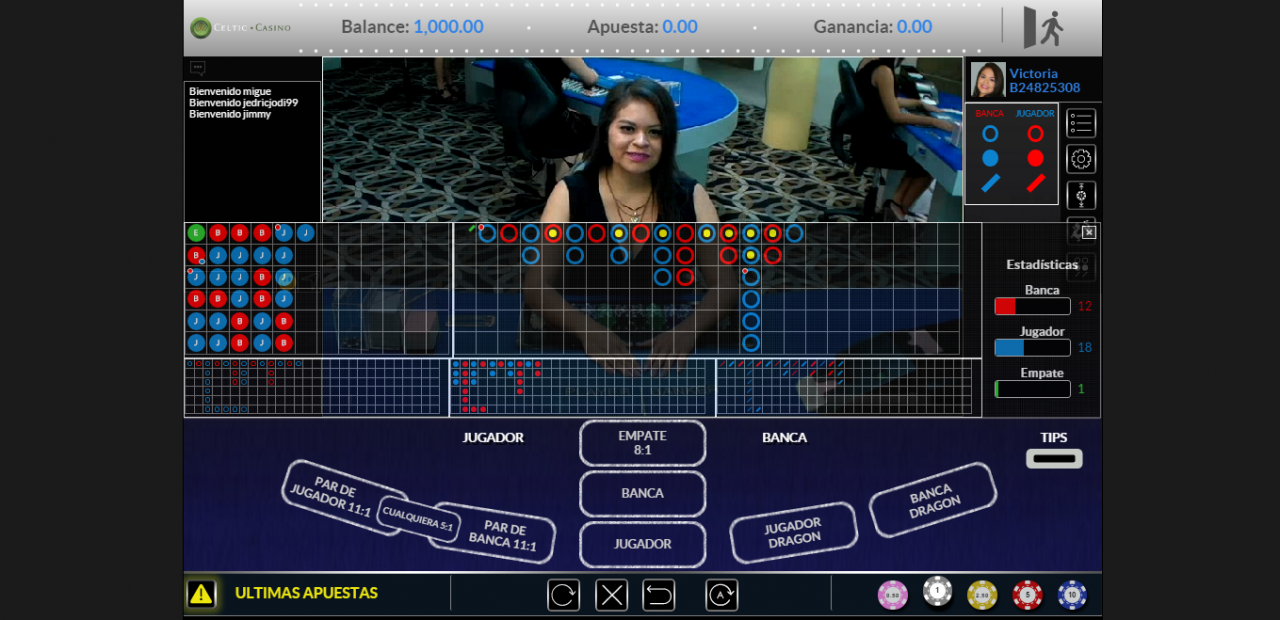 CELTIC • CASINO
Balance: 1,000.00
Apuesta: 0.00
Ganancia: 0.00
Bienvenido migue
Bienvenido jedricjodi99
Bienvenido jimmy
Victoria
B24825308
BANCA JUGADOR
E B B B J J
B J J J J
J J J B J
B B J B J
J J B J B
J J B J B
Estadísticas
Banca
12
Jugador
18
Empate
1
JUGADOR
EMPATE
8:1
BANCA
TIPS
PAR DE
JUGADOR 11:1
CUALQUIERA 5:1
PAR DE
BANCA 11:1
BANCA
JUGADOR
JUGADOR
DRAGON
BANCA
DRAGON
ULTIMAS APUESTAS
A
0.50
1
2.50
5
10